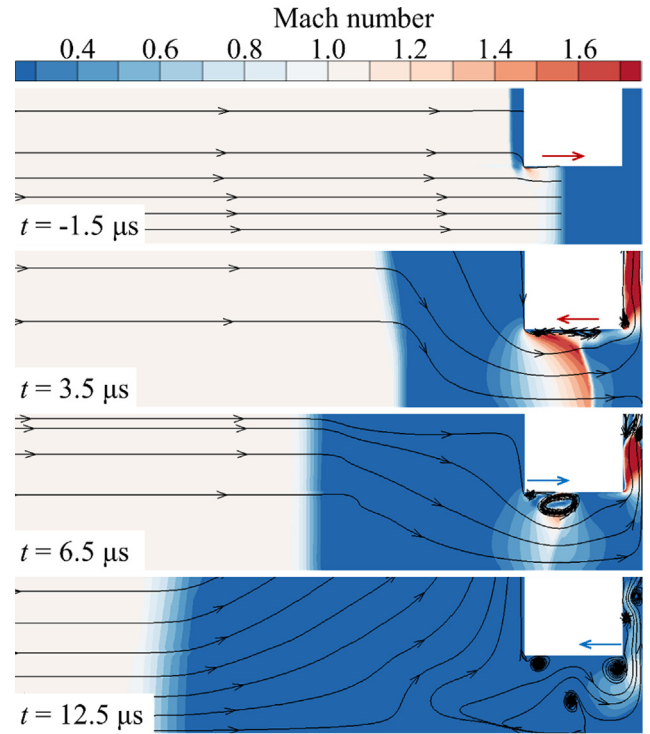 Mach number
0.4 0.6 0.8 1.0 1.2 1.4 1.6
t = -1.5 μs
t = 3.5 μs
t = 6.5 μs
t = 12.5 μs